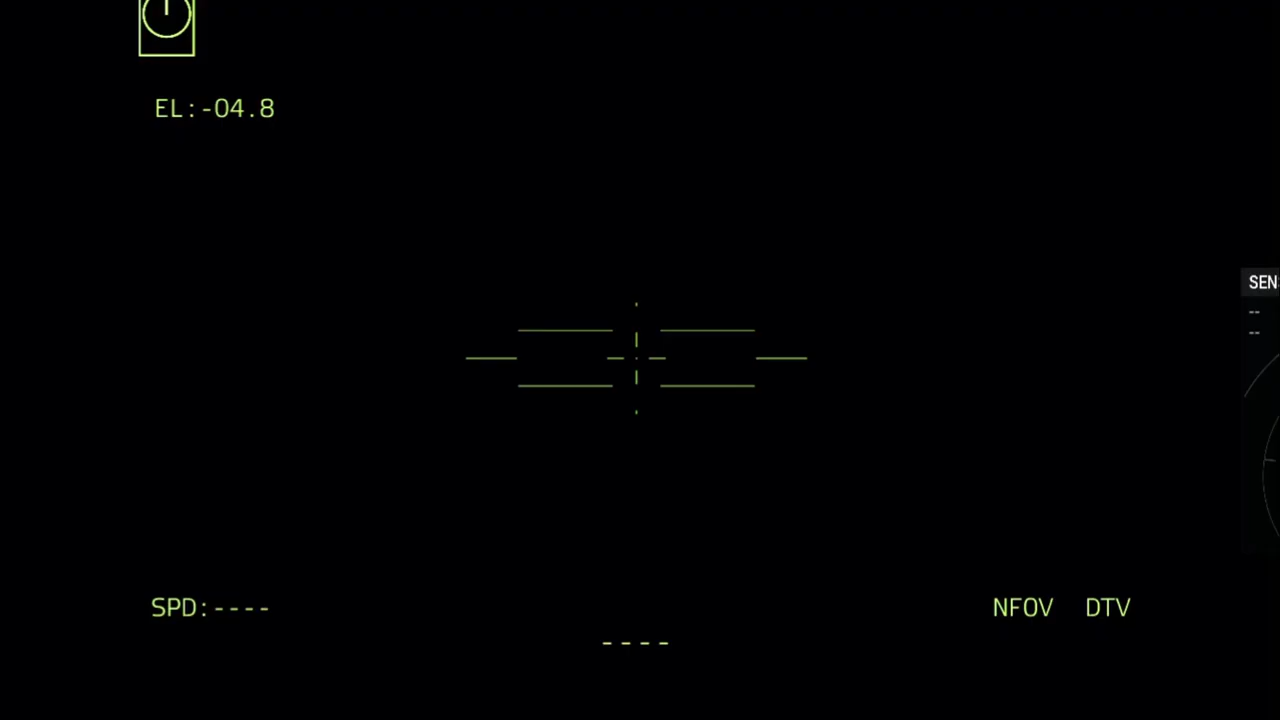 EL:-04.8
SEN
--
--
SPD:----
NFOV DTV
----